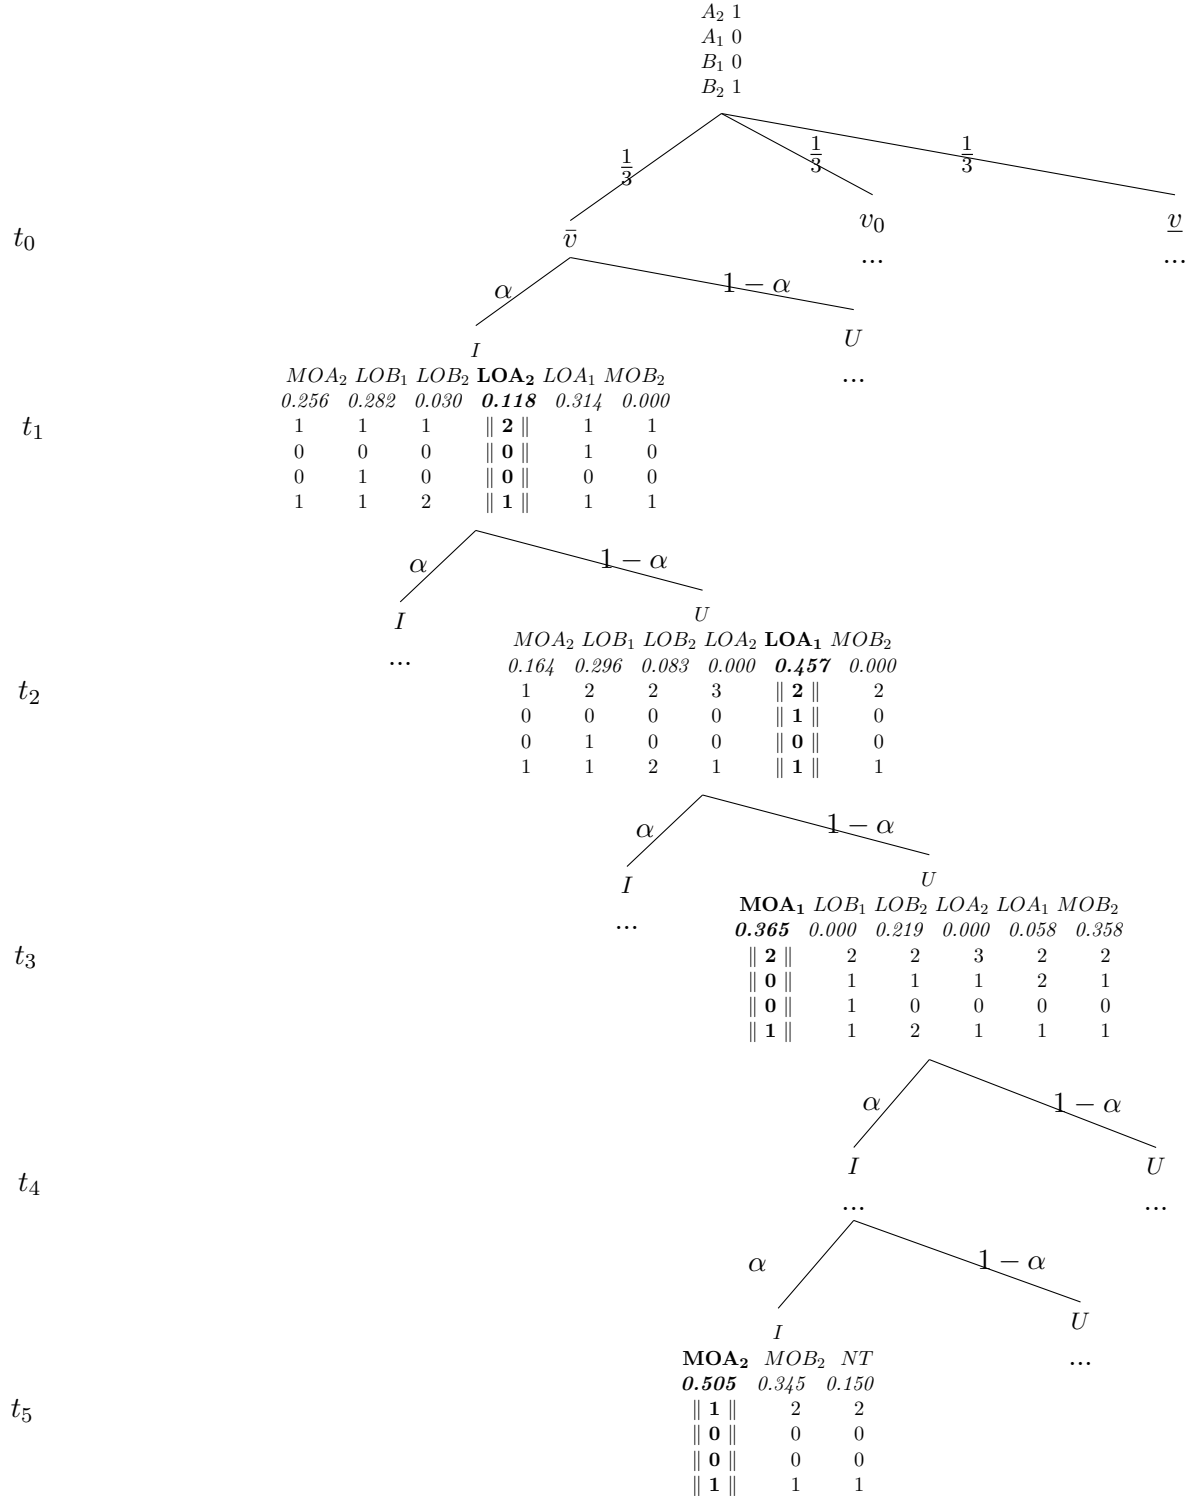 A₂ 1
A₁ 0
B₁ 0
B₂ 1
1/3 1/3 1/3
t₀ v̄ v₀ v̲
... ...
α 1 − α
I U
...
MOA₂ LOB₁ LOB₂ LOA₂ LOA₁ MOB₂
0.256 0.282 0.030 0.118 0.314 0.000
t₁ 1 1 1 ‖ 2 ‖ 1 1
0 0 0 ‖ 0 ‖ 1 0
0 1 0 ‖ 0 ‖ 0 0
1 1 2 ‖ 1 ‖ 1 1
α 1 − α
I U
...
MOA₂ LOB₁ LOB₂ LOA₂ LOA₁ MOB₂
0.164 0.296 0.083 0.000 0.457 0.000
t₂ 1 2 2 3 ‖ 2 ‖ 2
0 0 0 0 ‖ 1 ‖ 0
0 1 0 0 ‖ 0 ‖ 0
1 1 2 1 ‖ 1 ‖ 1
α 1 − α
I U
...
MOA₁ LOB₁ LOB₂ LOA₂ LOA₁ MOB₂
0.365 0.000 0.219 0.000 0.058 0.358
t₃ ‖ 2 ‖ 2 2 3 2 2
‖ 0 ‖ 1 1 1 2 1
‖ 0 ‖ 1 0 0 0 0
‖ 1 ‖ 1 2 1 1 1
α 1 − α
t₄ I U
... ...
α 1 − α
I U
...
MOA₂ MOB₂ NT
0.505 0.345 0.150
t₅ ‖ 1 ‖ 2 2
‖ 0 ‖ 0 0
‖ 0 ‖ 0 0
‖ 1 ‖ 1 1